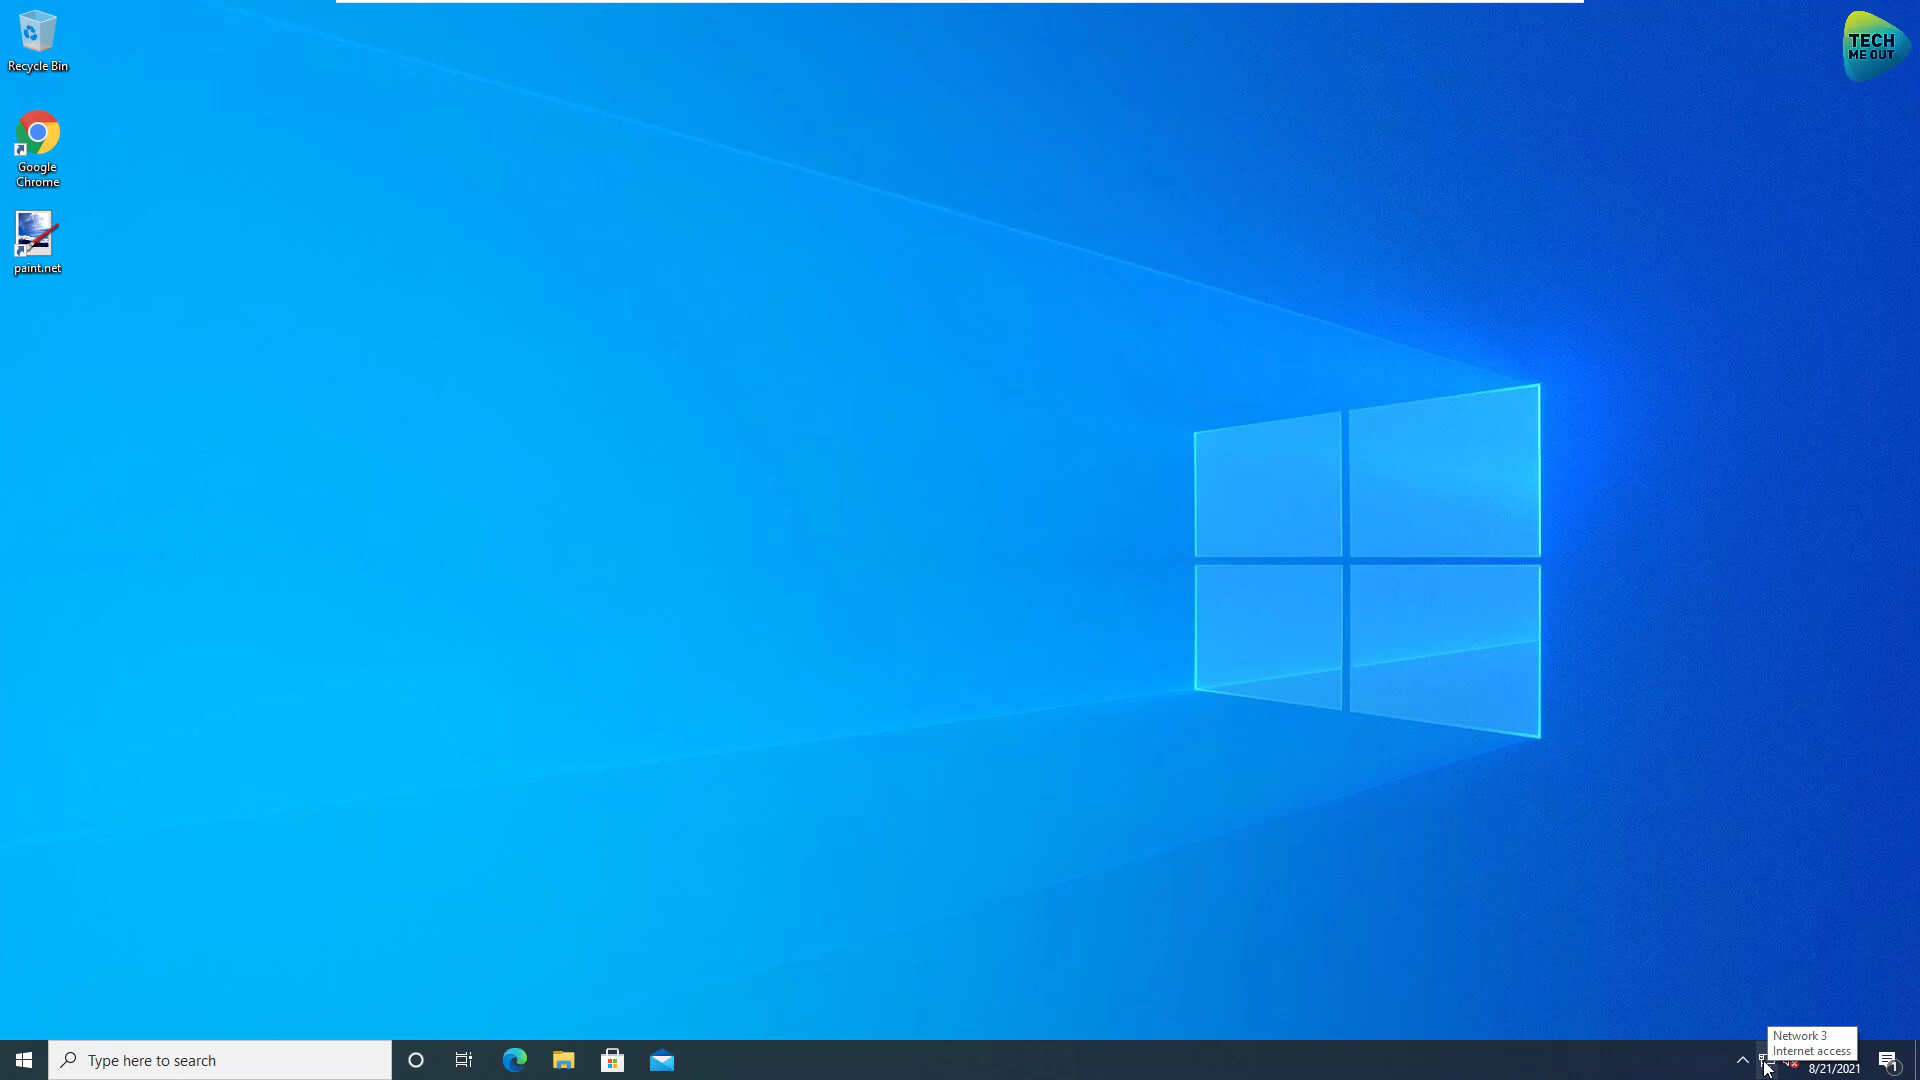 Recycle Bin
TECH
ME OUT
Google
Chrome
paint.net
Network 3
Internet access
Type here to search
8/21/2021
1